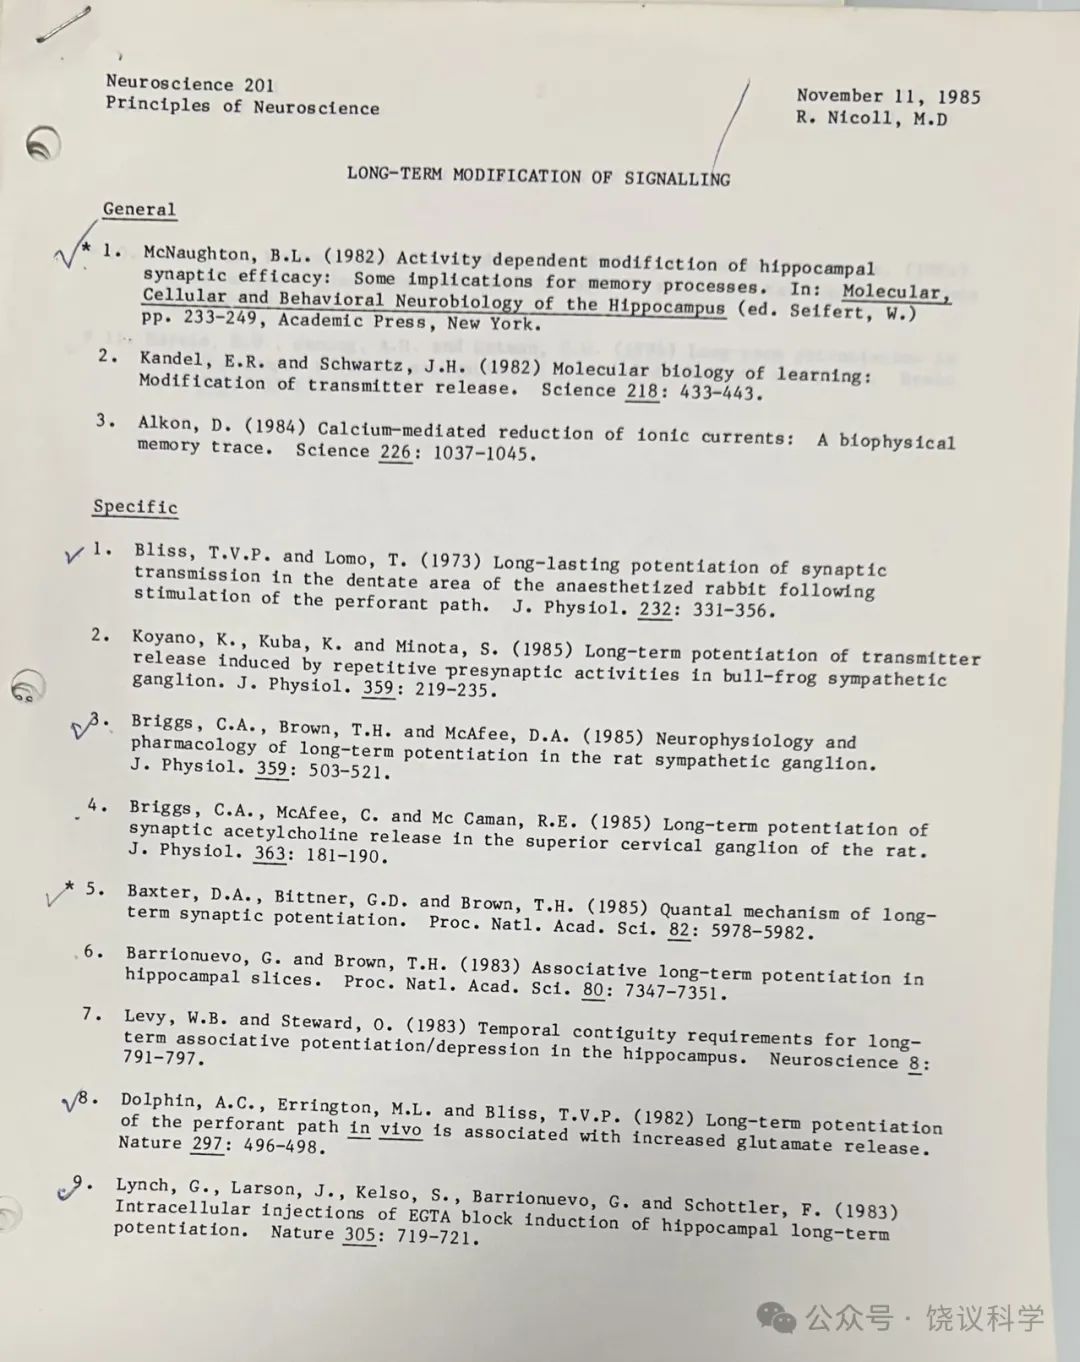 Neuroscience 201
Principles of Neuroscience
November 11, 1985
R. Nicoll, M.D
LONG-TERM MODIFICATION OF SIGNALLING
General
* 1. McNaughton, B.L. (1982) Activity dependent modifiction of hippocampal
synaptic efficacy: Some implications for memory processes. In: Molecular,
Cellular and Behavioral Neurobiology of the Hippocampus (ed. Seifert, W.)
pp. 233-249, Academic Press, New York.
2. Kandel, E.R. and Schwartz, J.H. (1982) Molecular biology of learning:
Modification of transmitter release. Science 218: 433-443.
3. Alkon, D. (1984) Calcium-mediated reduction of ionic currents: A biophysical
memory trace. Science 226: 1037-1045.
Specific
1. Bliss, T.V.P. and Lomo, T. (1973) Long-lasting potentiation of synaptic
transmission in the dentate area of the anaesthetized rabbit following
stimulation of the perforant path. J. Physiol. 232: 331-356.
2. Koyano, K., Kuba, K. and Minota, S. (1985) Long-term potentiation of transmitter
release induced by repetitive presynaptic activities in bull-frog sympathetic
ganglion. J. Physiol. 359: 219-235.
3. Briggs, C.A., Brown, T.H. and McAfee, D.A. (1985) Neurophysiology and
pharmacology of long-term potentiation in the rat sympathetic ganglion.
J. Physiol. 359: 503-521.
4. Briggs, C.A., McAfee, C. and Mc Caman, R.E. (1985) Long-term potentiation of
synaptic acetylcholine release in the superior cervical ganglion of the rat.
J. Physiol. 363: 181-190.
* 5. Baxter, D.A., Bittner, G.D. and Brown, T.H. (1985) Quantal mechanism of long-
term synaptic potentiation. Proc. Natl. Acad. Sci. 82: 5978-5982.
6. Barrionuevo, G. and Brown, T.H. (1983) Associative long-term potentiation in
hippocampal slices. Proc. Natl. Acad. Sci. 80: 7347-7351.
7. Levy, W.B. and Steward, O. (1983) Temporal contiguity requirements for long-
term associative potentiation/depression in the hippocampus. Neuroscience 8:
791-797.
8. Dolphin, A.C., Errington, M.L. and Bliss, T.V.P. (1982) Long-term potentiation
of the perforant path in vivo is associated with increased glutamate release.
Nature 297: 496-498.
9. Lynch, G., Larson, J., Kelso, S., Barrionuevo, G. and Schottler, F. (1983)
Intracellular injections of EGTA block induction of hippocampal long-term
potentiation. Nature 305: 719-721.
公众号 · 饶议科学